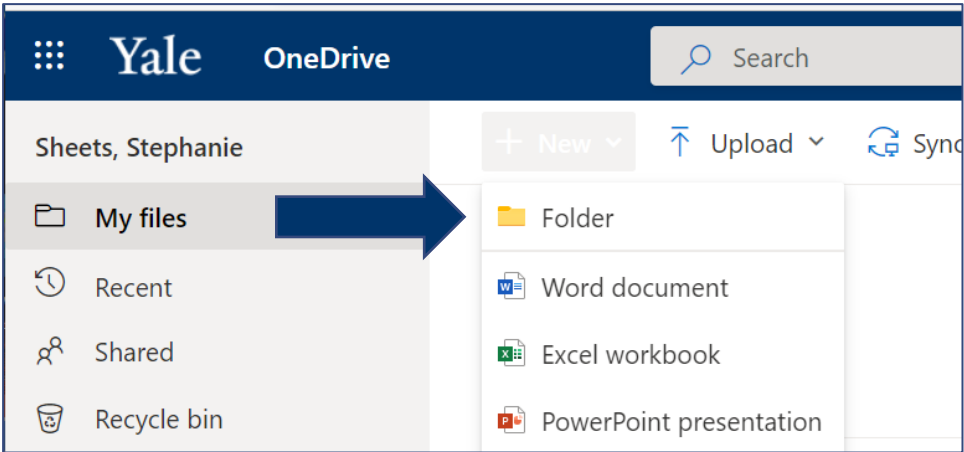 Yale OneDrive Search
Sheets, Stephanie
+ New Upload Sync
My files
Folder
Recent
Word document
Shared
Excel workbook
Recycle bin
PowerPoint presentation